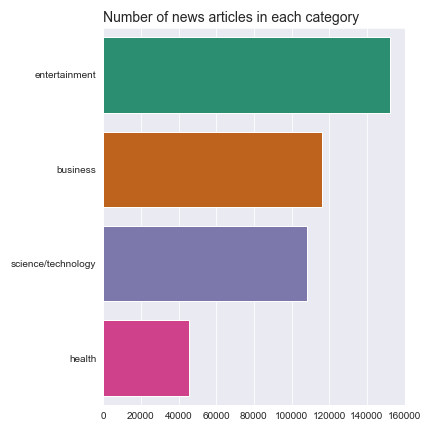 Number of news articles in each category
entertainment
business
science/technology
health
0 20000 40000 60000 80000 100000 120000 140000 160000